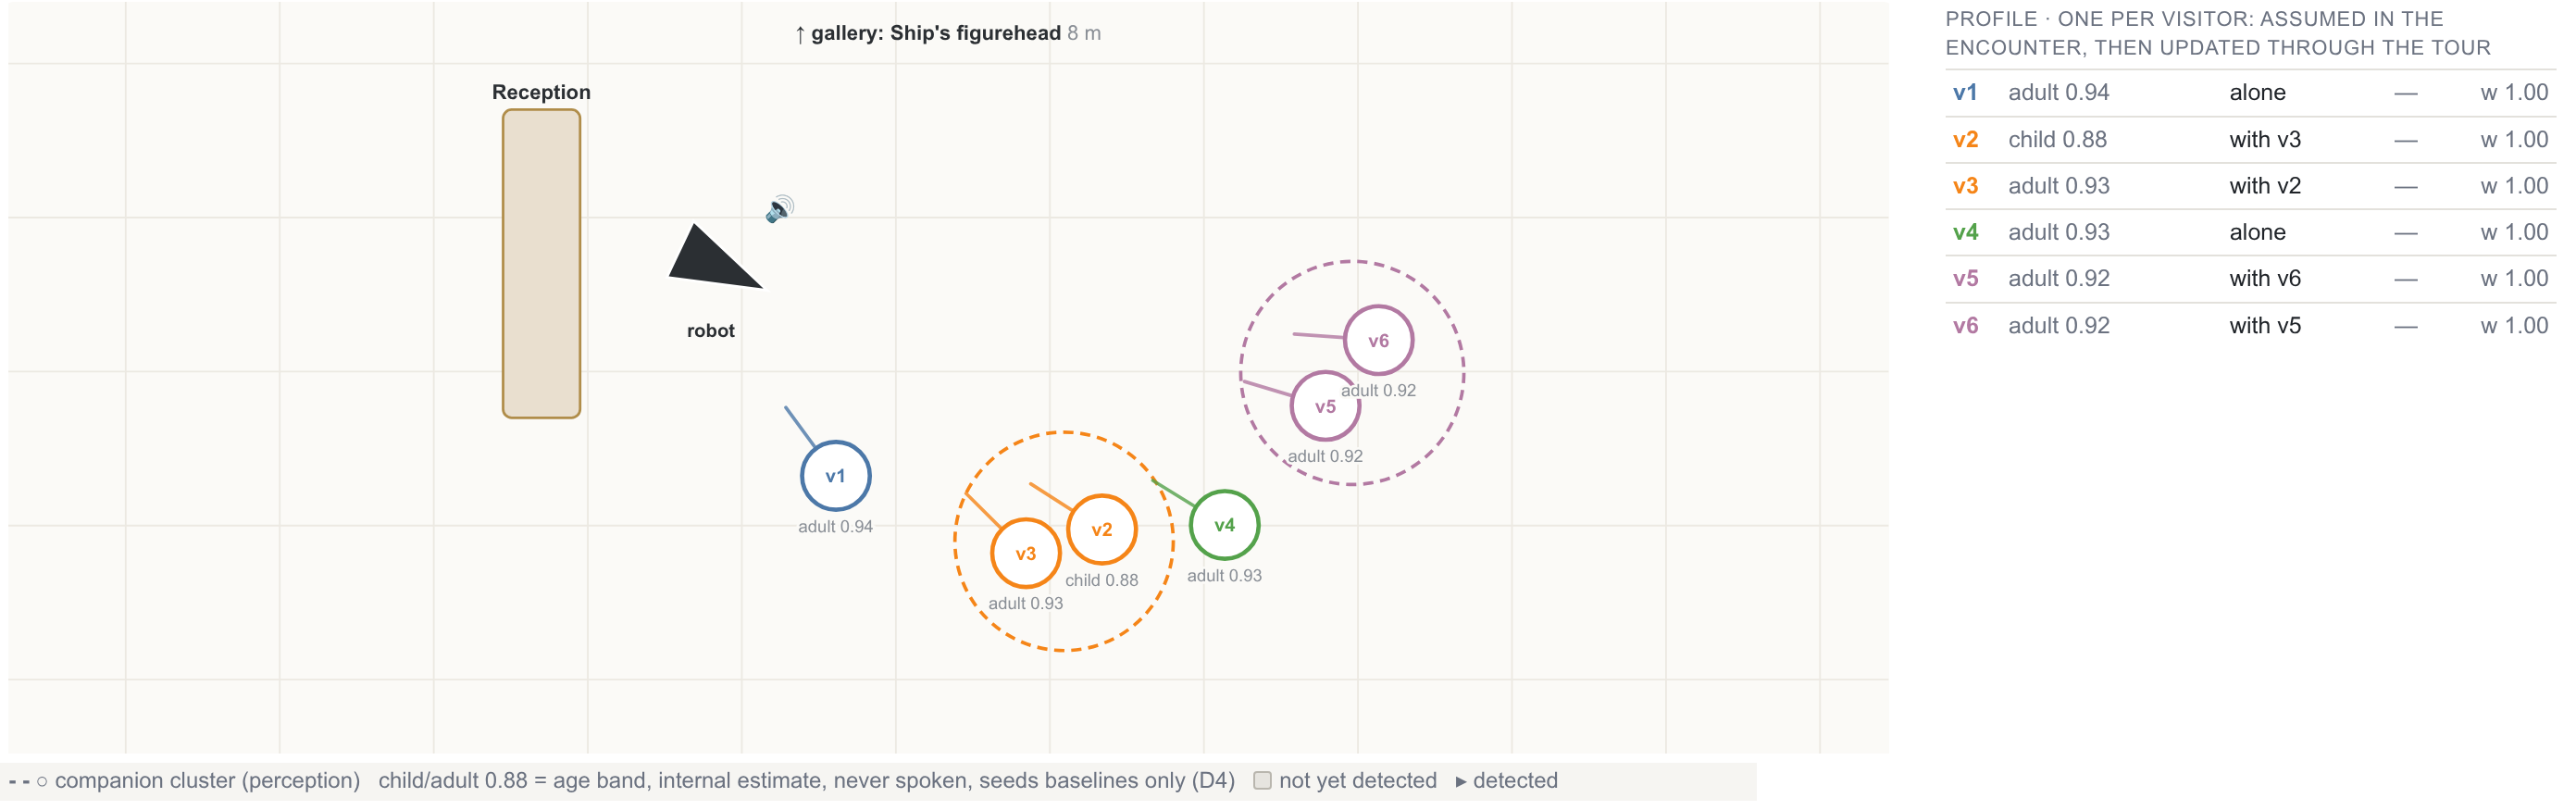 ↑ gallery: Ship's figurehead 8 m
Reception
robot
v1
adult 0.94
v3
adult 0.93
v2
child 0.88
v4
adult 0.93
v5
adult 0.92
v6
adult 0.92
PROFILE · ONE PER VISITOR: ASSUMED IN THE
ENCOUNTER, THEN UPDATED THROUGH THE TOUR
v1 adult 0.94 alone — w 1.00
v2 child 0.88 with v3 — w 1.00
v3 adult 0.93 with v2 — w 1.00
v4 adult 0.93 alone — w 1.00
v5 adult 0.92 with v6 — w 1.00
v6 adult 0.92 with v5 — w 1.00
- - ○ companion cluster (perception) child/adult 0.88 = age band, internal estimate, never spoken, seeds baselines only (D4) not yet detected ▸ detected